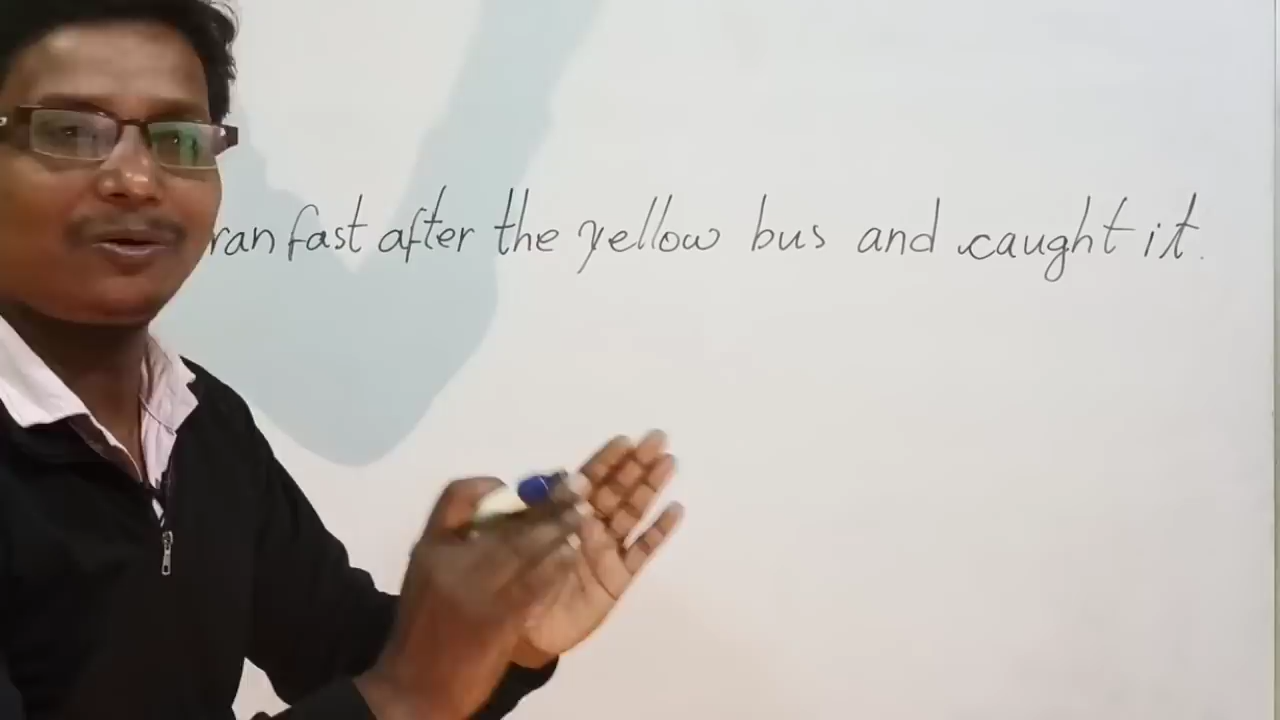 ran fast after the yellow bus and caught it.